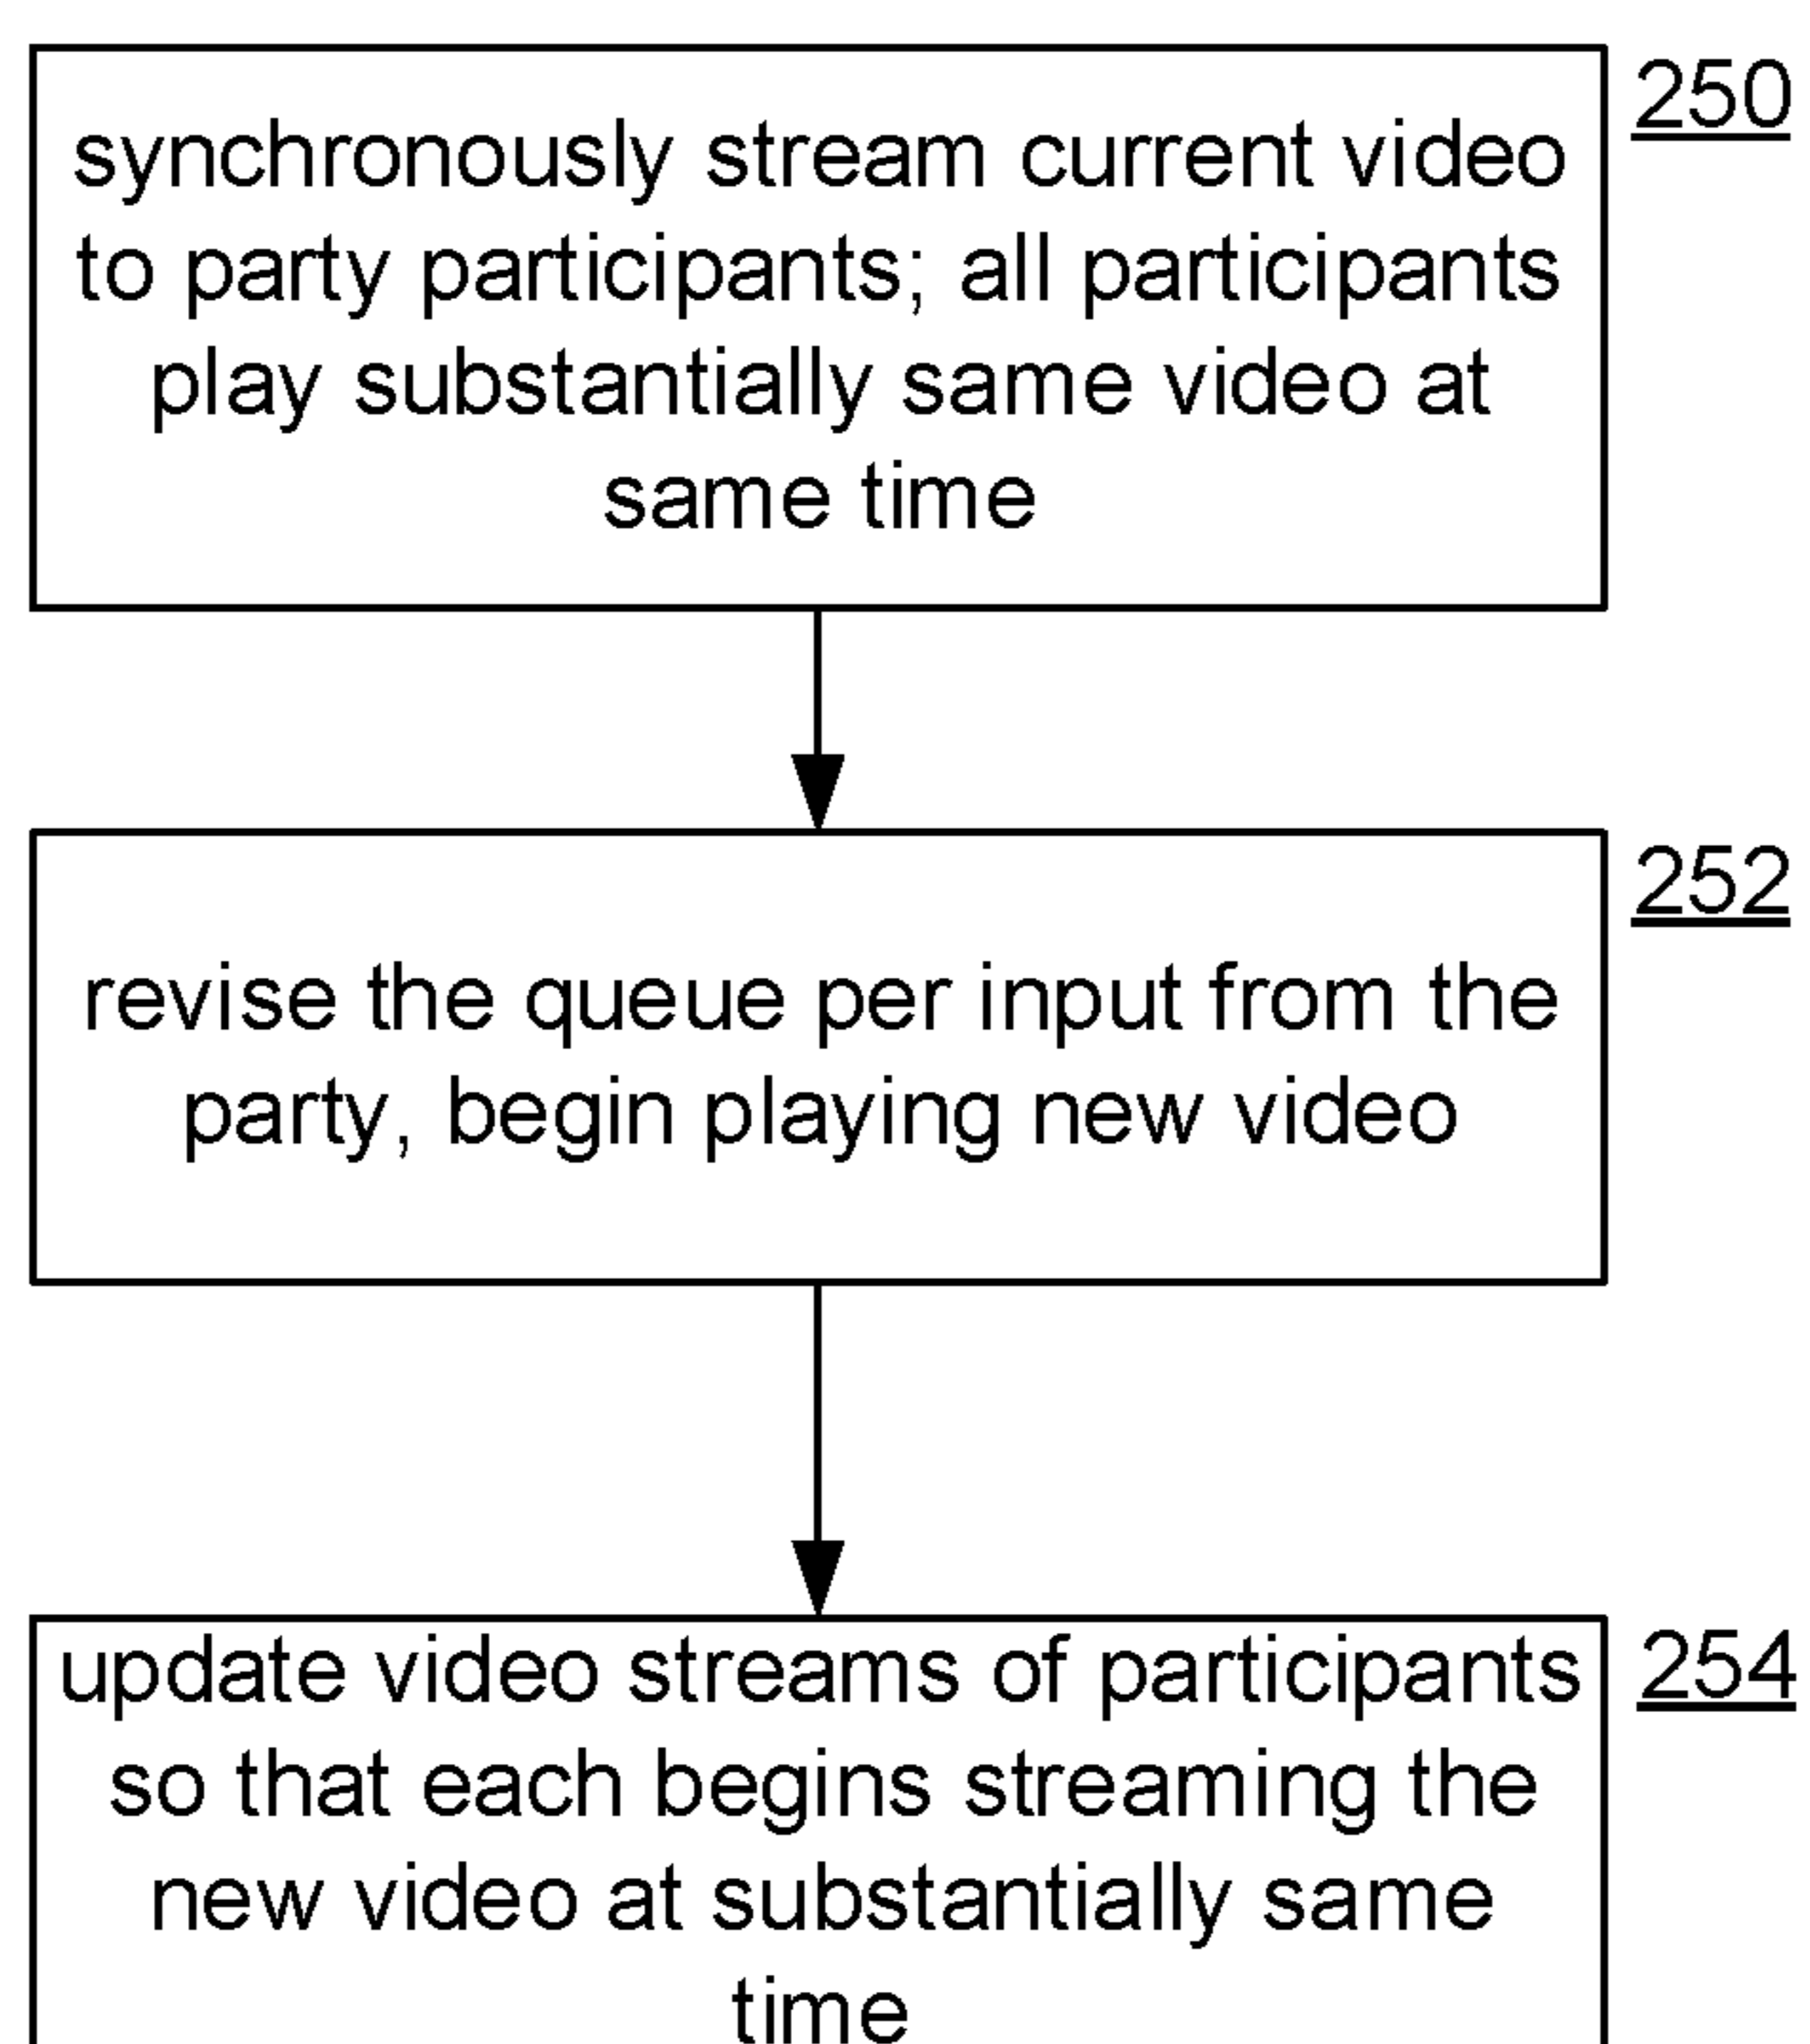 250
synchronously stream current video
to party participants; all participants
play substantially same video at
same time
252
revise the queue per input from the
party, begin playing new video
254
update video streams of participants
so that each begins streaming the
new video at substantially same
time